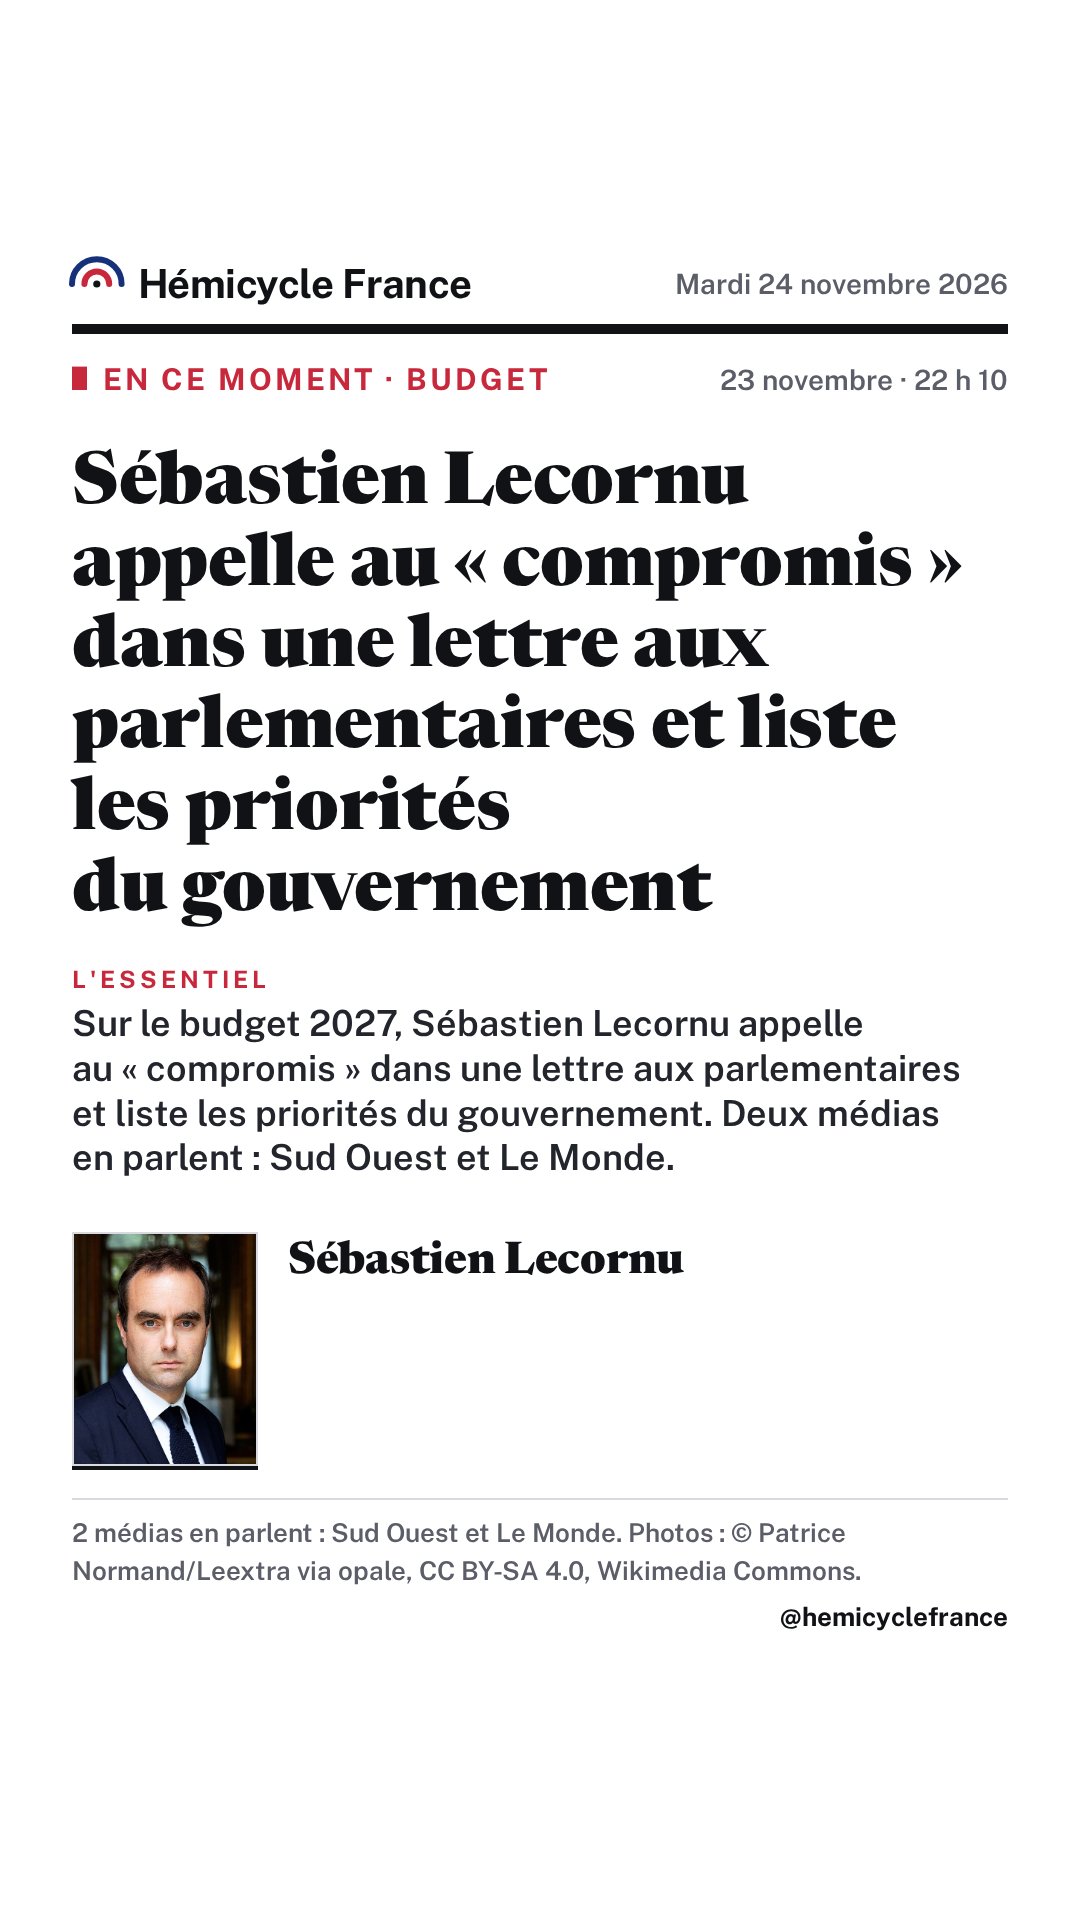 Hémicycle France
Mardi 24 novembre 2026
EN CE MOMENT · BUDGET
23 novembre · 22 h 10
Sébastien Lecornu
appelle au « compromis »
dans une lettre aux
parlementaires et liste
les priorités
du gouvernement
L'ESSENTIEL
Sur le budget 2027, Sébastien Lecornu appelle
au « compromis » dans une lettre aux parlementaires
et liste les priorités du gouvernement. Deux médias
en parlent : Sud Ouest et Le Monde.
Sébastien Lecornu
2 médias en parlent : Sud Ouest et Le Monde. Photos : © Patrice
Normand/Leextra via opale, CC BY-SA 4.0, Wikimedia Commons.
@hemicyclefrance